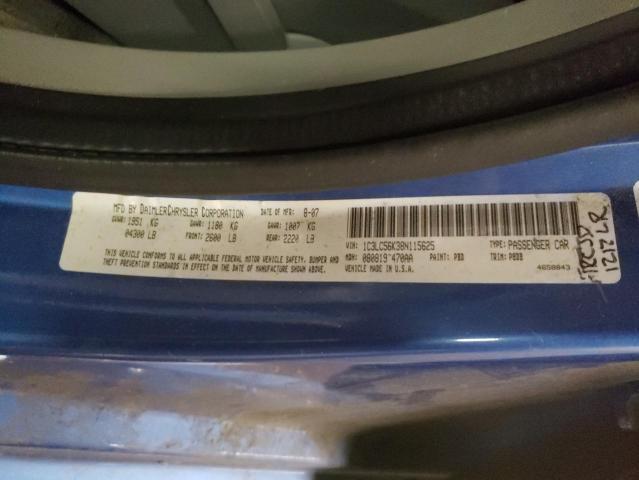 MFD BY DAIMLERCHRYSLER CORPORATION DATE OF MFR: 8-07
GVWR: 1951 KG GAWR: 1180 KG GAWR: 1007 KG
04300 LB FRONT: 2600 LB REAR: 2220 LB
THIS VEHICLE CONFORMS TO ALL APPLICABLE FEDERAL MOTOR VEHICLE SAFETY, BUMPER AND
THEFT PREVENTION STANDARDS IN EFFECT ON THE DATE OF MANUFACTURE SHOWN ABOVE.
VIN: 1C3LC56K38N115625 TYPE: PASSENGER CAR
MDH: 080819 470AA PAINT: PBD TRIM: PBDB
VEHICLE MADE IN U.S.A. 4658843
1217 LR